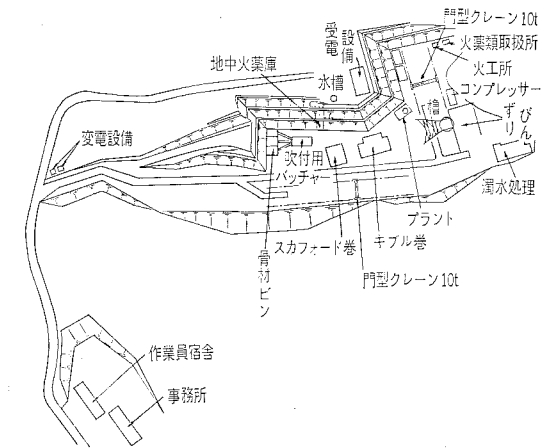 門型クレーン10t
火薬類取扱所
火工所
コンプレッサー
受電
設備
地中火薬庫
水槽
櫓
ずり
びん
変電設備
吹付用
バッチャー
濁水処理
プラント
キブル巻
スカフォード巻
骨材ビン
門型クレーン10t
作業員宿舎
事務所